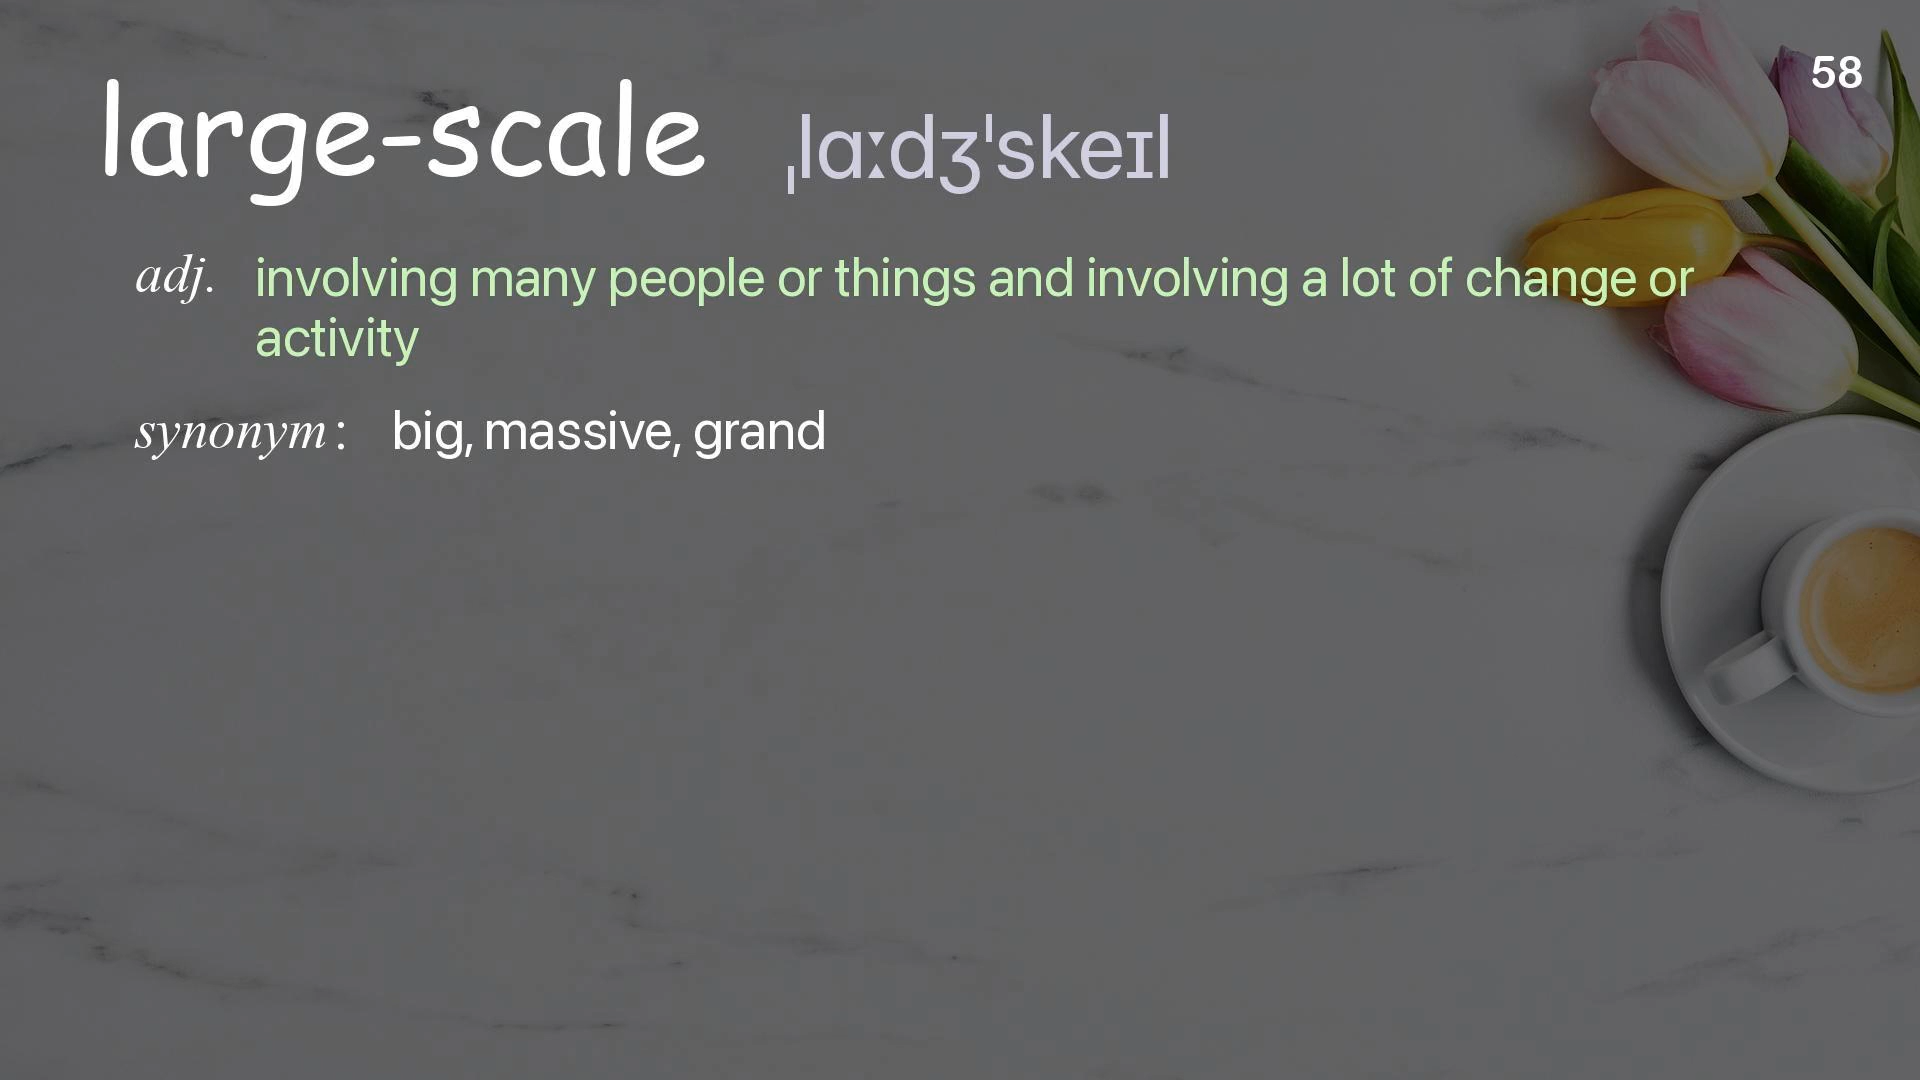 58
large-scale ˌlɑːdʒˈskeɪl
adj. involving many people or things and involving a lot of change or
activity
synonym: big, massive, grand